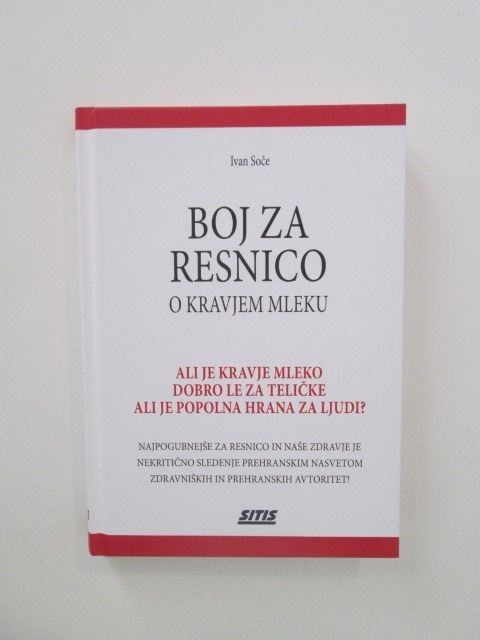 Ivan Soče
BOJ ZA
RESNICO
O KRAVJEM MLEKU
ALI JE KRAVJE MLEKO
DOBRO LE ZA TELIČKE
ALI JE POPOLNA HRANA ZA LJUDI?
NAJPOGUBNEJŠE ZA RESNICO IN NAŠE ZDRAVJE JE
NEKRITIČNO SLEDENJE PREHRANSKIM NASVETOM
ZDRAVNIŠKIH IN PREHRANSKIH AVTORITET!
SITIS